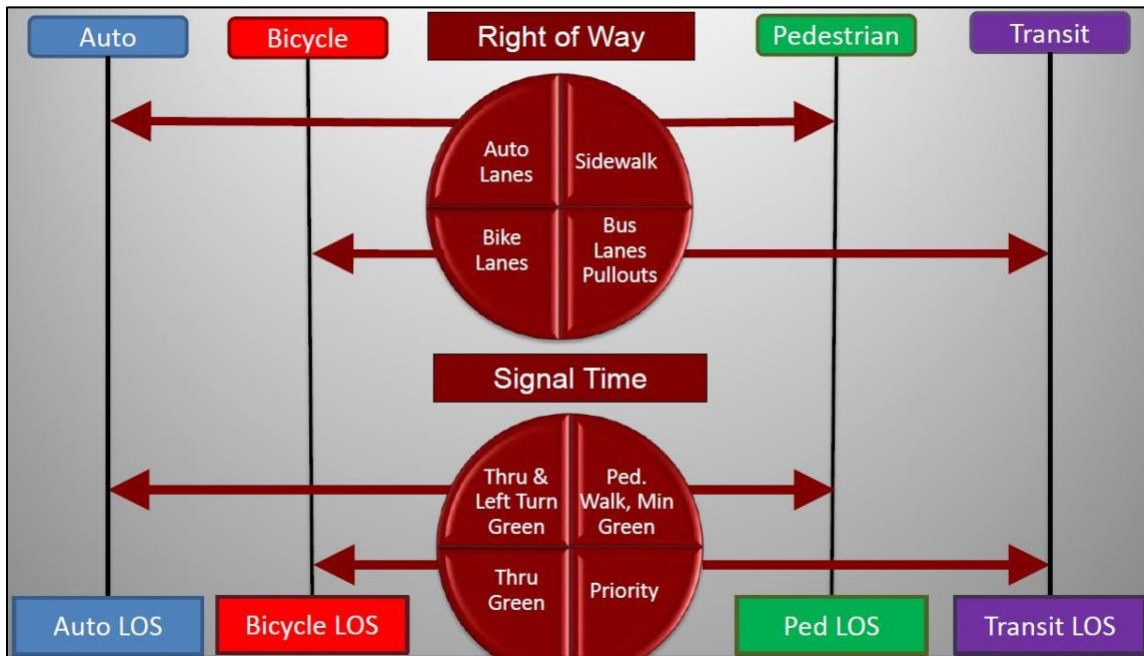 Auto
Bicycle
Right of Way
Pedestrian
Transit
Auto
Lanes
Sidewalk
Bike
Lanes
Bus
Lanes
Pullouts
Signal Time
Thru &
Left Turn
Green
Ped.
Walk, Min
Green
Thru
Green
Priority
Auto LOS
Bicycle LOS
Ped LOS
Transit LOS